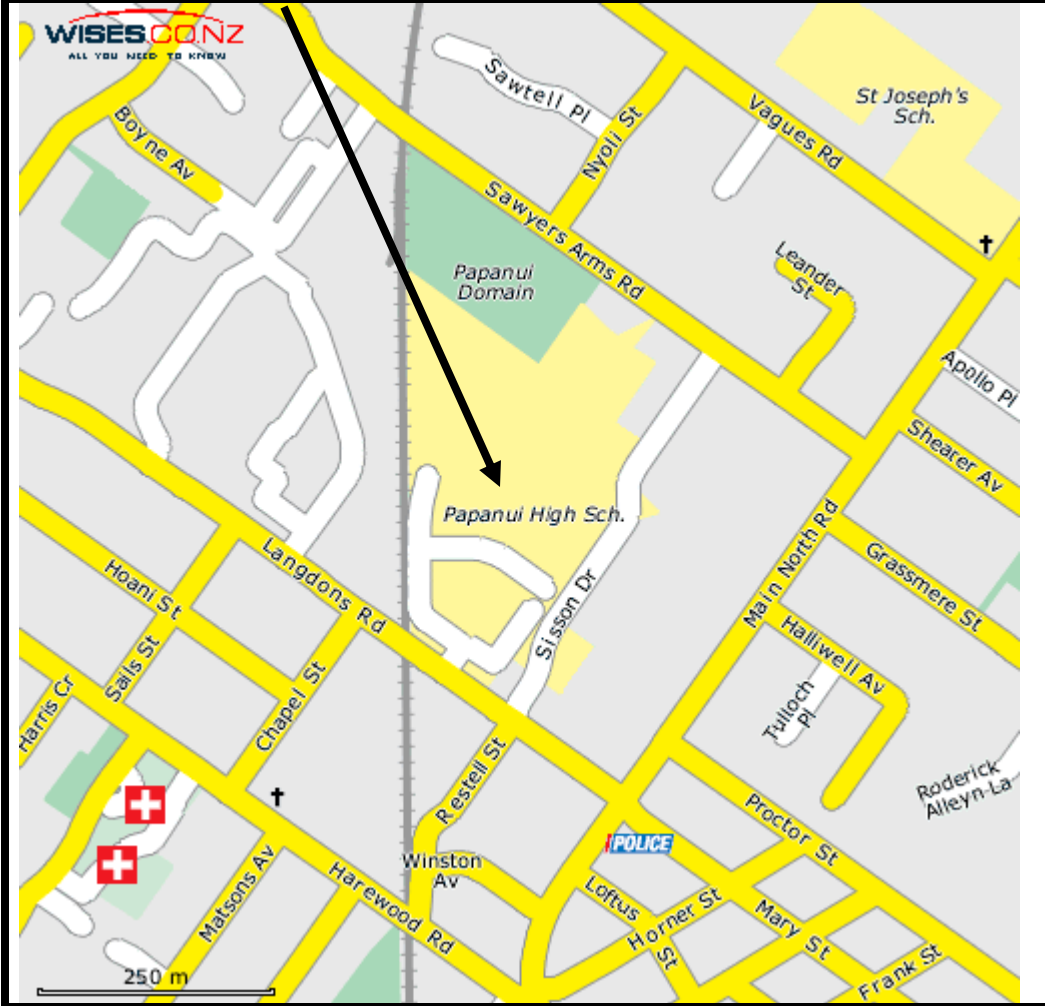 WISES.CO.NZ
ALL YOU NEED TO KNOW
Sawtell Pl
Nyoli St
Vagues Rd
St Joseph's
Sch.
Boyne Av
Sawyers Arms Rd
Papanui
Domain
Leander
St
Apollo Pl
Shearer Av
Papanui High Sch.
Main North Rd
Grassmere St
Langdons Rd
Hoani St
Sisson Dr
Halliwell Av
Sails St
Chapel St
Harris Cr
Tulloch
Pl
Roderick
Alleyn La
Restell St
Proctor St
POLICE
Winston
Av
Matsons Av
Harewood Rd
Loftus
St
Horner St
Mary St
Frank St
250 m